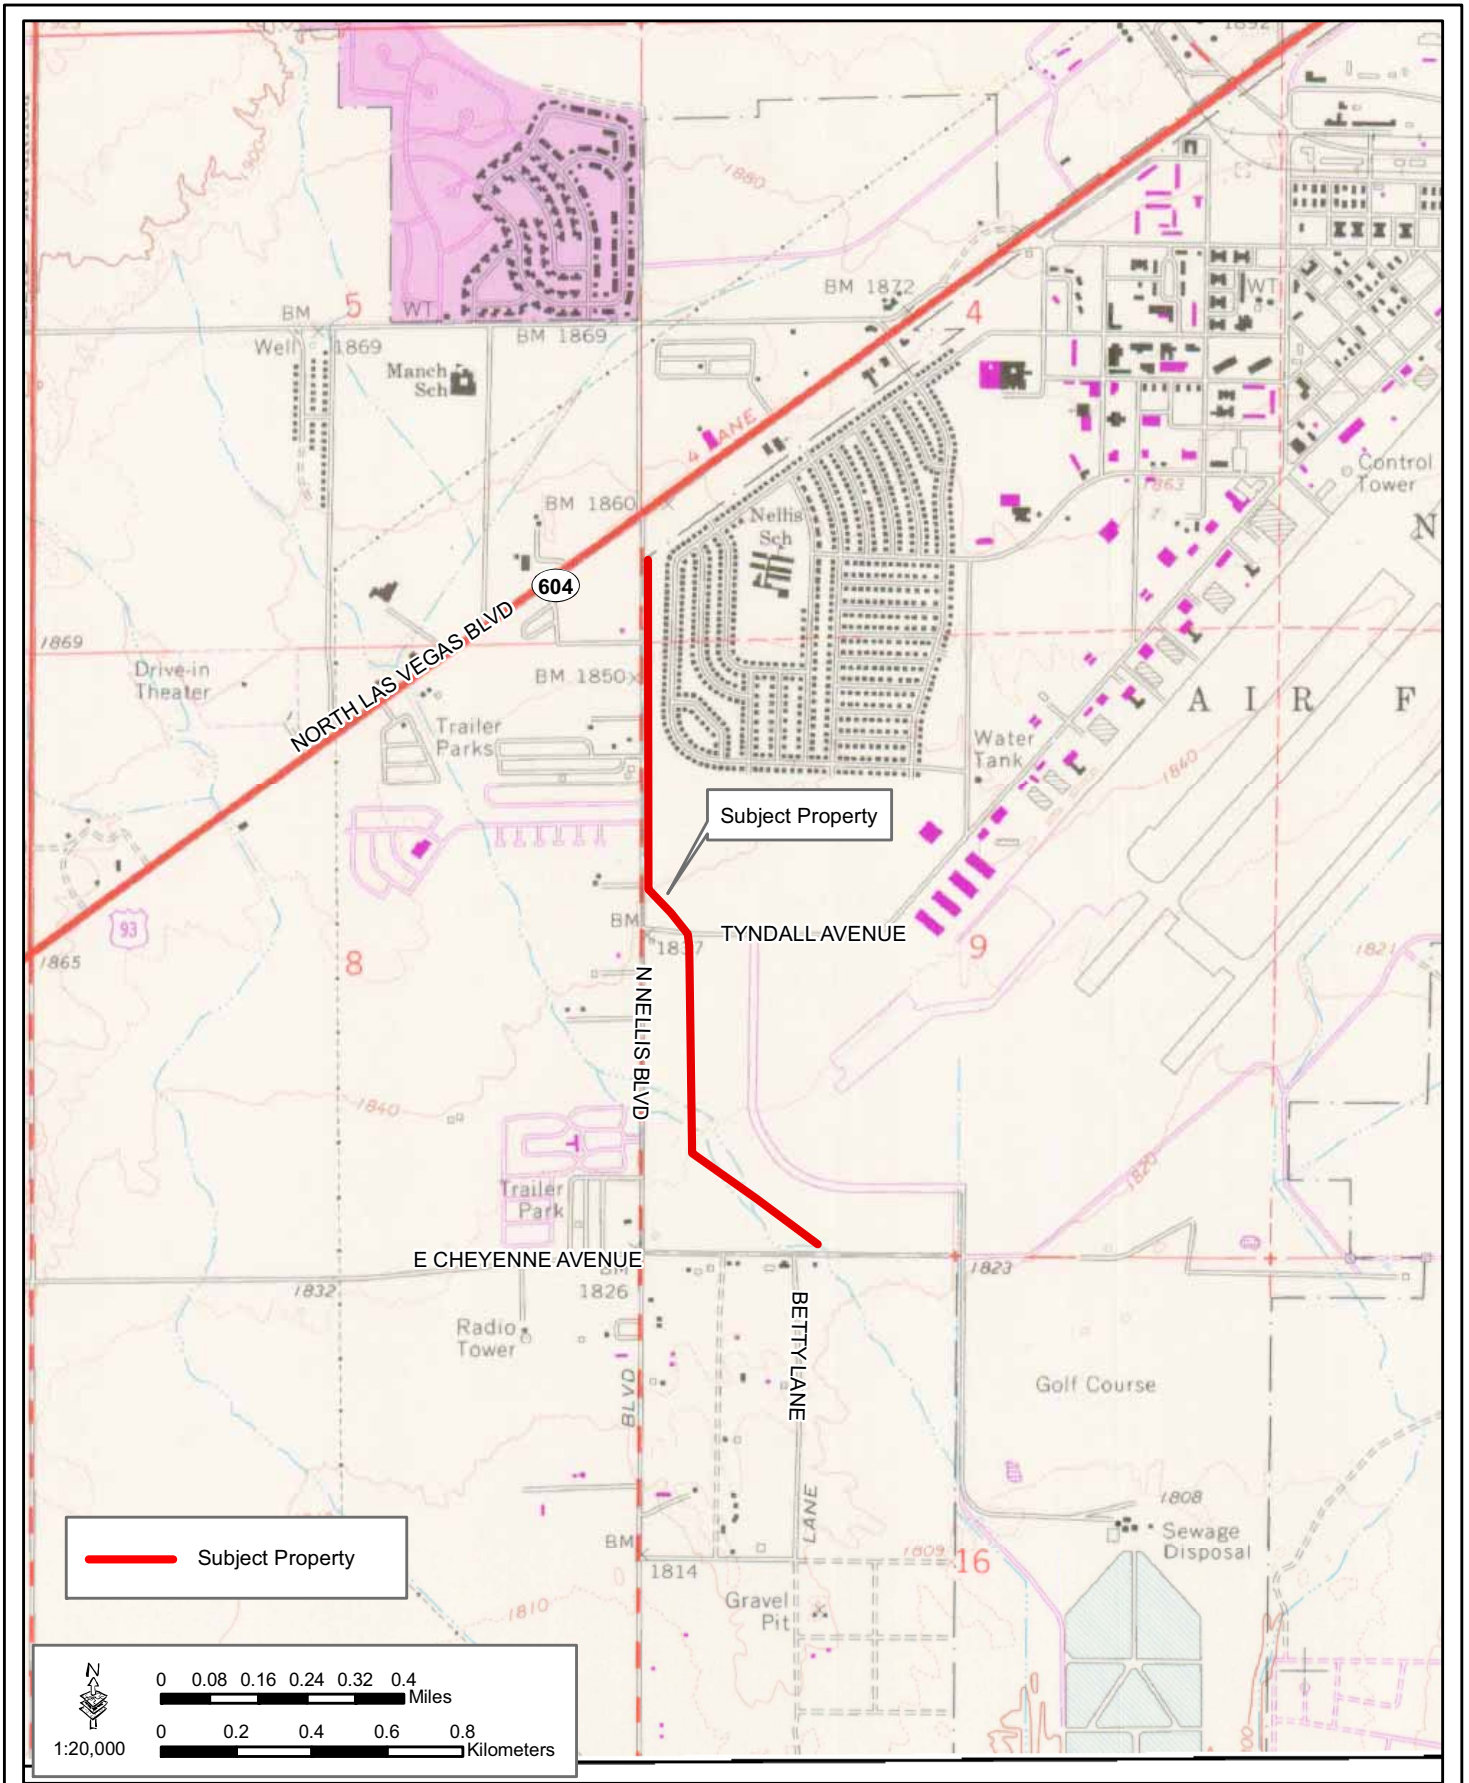 1892
1900
1880
BM 1872
5
4
BM
WT
WT
BM 1869
Well
1869
Manch
Sch
4 LANE
Control
Tower
1863
BM 1860
Nellis
Sch
N
604
NORTH LAS VEGAS BLVD
1869
Drive-in
Theater
BM 1850
A I R F
Trailer
Parks
Water
Tank
1840
Subject Property
93
BM
1837
TYNDALL AVENUE
1865
8
9
1821
N NELLIS BLVD
1840
1820
Trailer
Park
E CHEYENNE AVENUE
BM
1826
1832
1823
Radio
Tower
BETTY LANE
BLVD
Golf Course
LANE
1808
Sewage
Disposal
BM
1814
1809
16
Subject Property
Gravel
Pit
1810
N
0 0.08 0.16 0.24 0.32 0.4
Miles
0 0.2 0.4 0.6 0.8
Kilometers
1:20,000